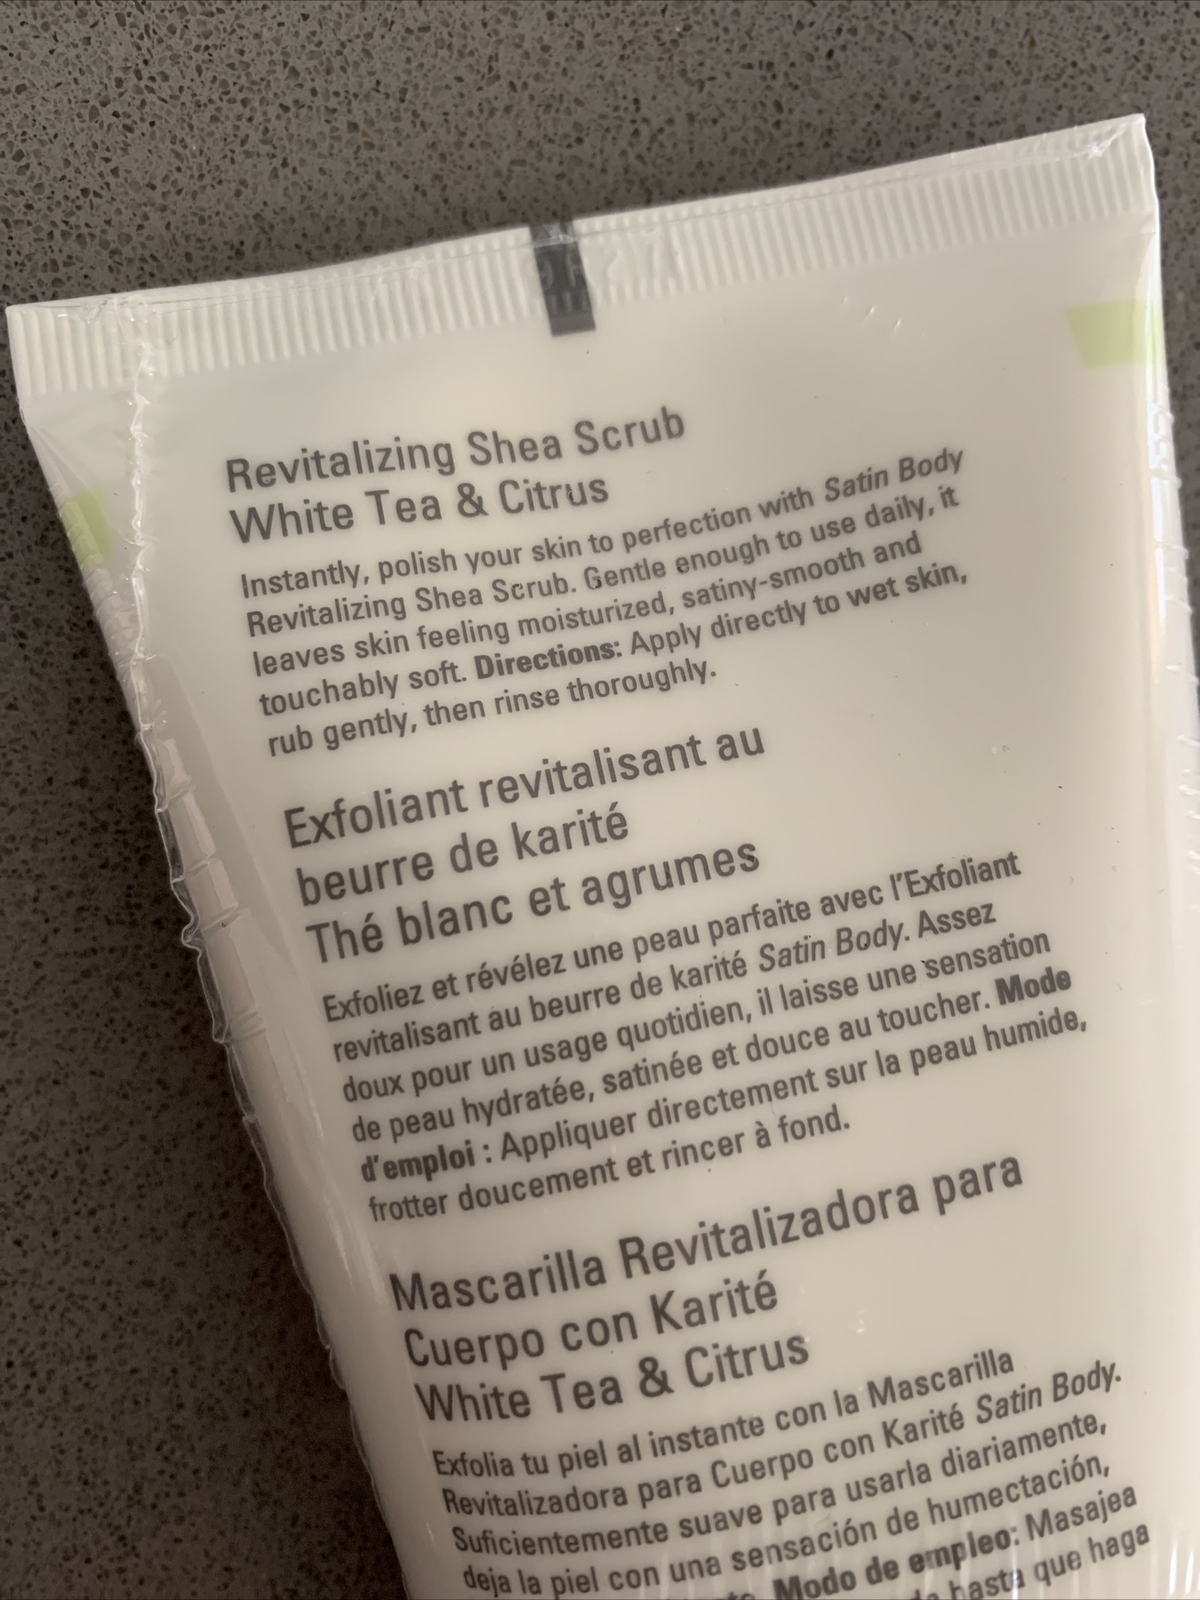 Revitalizing Shea Scrub
White Tea & Citrus
Instantly, polish your skin to perfection with Satin Body
Revitalizing Shea Scrub. Gentle enough to use daily, it
leaves skin feeling moisturized, satiny-smooth and
touchably soft. Directions: Apply directly to wet skin,
rub gently, then rinse thoroughly.
Exfoliant revitalisant au
beurre de karité
Thé blanc et agrumes
Exfoliez et révélez une peau parfaite avec l'Exfoliant
revitalisant au beurre de karité Satin Body. Assez
doux pour un usage quotidien, il laisse une sensation
de peau hydratée, satinée et douce au toucher. Mode
d'emploi : Appliquer directement sur la peau humide,
frotter doucement et rincer à fond.
Mascarilla Revitalizadora para
Cuerpo con Karité
White Tea & Citrus
Exfolia tu piel al instante con la Mascarilla
Revitalizadora para Cuerpo con Karité Satin Body.
Suficientemente suave para usarla diariamente,
deja la piel con una sensación de humectación,
Modo de empleo: Masajea
hasta que haga